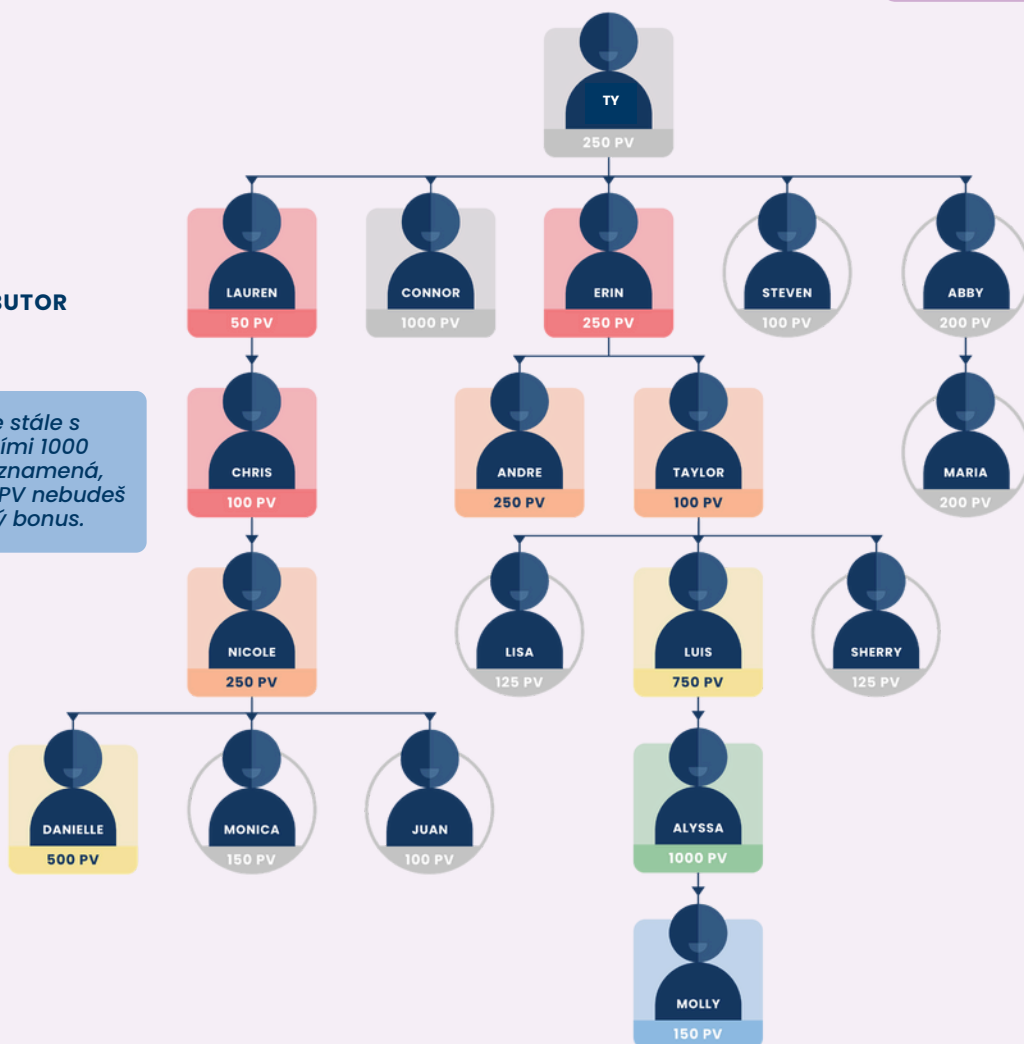 TY
250 PV
LAUREN
50 PV
CONNOR
1000 PV
ERIN
250 PV
STEVEN
100 PV
ABBY
200 PV
BUTOR
e stále s
ími 1000
znamená,
PV nebudeš
ý bonus.
CHRIS
100 PV
ANDRE
250 PV
TAYLOR
100 PV
MARIA
200 PV
NICOLE
250 PV
LISA
125 PV
LUIS
750 PV
SHERRY
125 PV
DANIELLE
500 PV
MONICA
150 PV
JUAN
100 PV
ALYSSA
1000 PV
MOLLY
150 PV